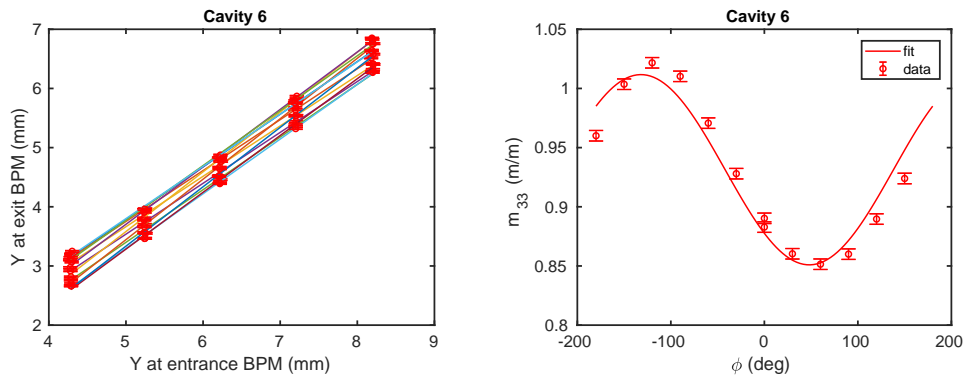 Cavity 6
7
6
5
4
3
2
Y at exit BPM (mm)
4
5
6
7
8
9
Y at entrance BPM (mm)
Cavity 6
1.05
1
0.95
0.9
0.85
0.8
m 33 (m/m)
fit
data
-200
-100
0
100
200
ϕ (deg)